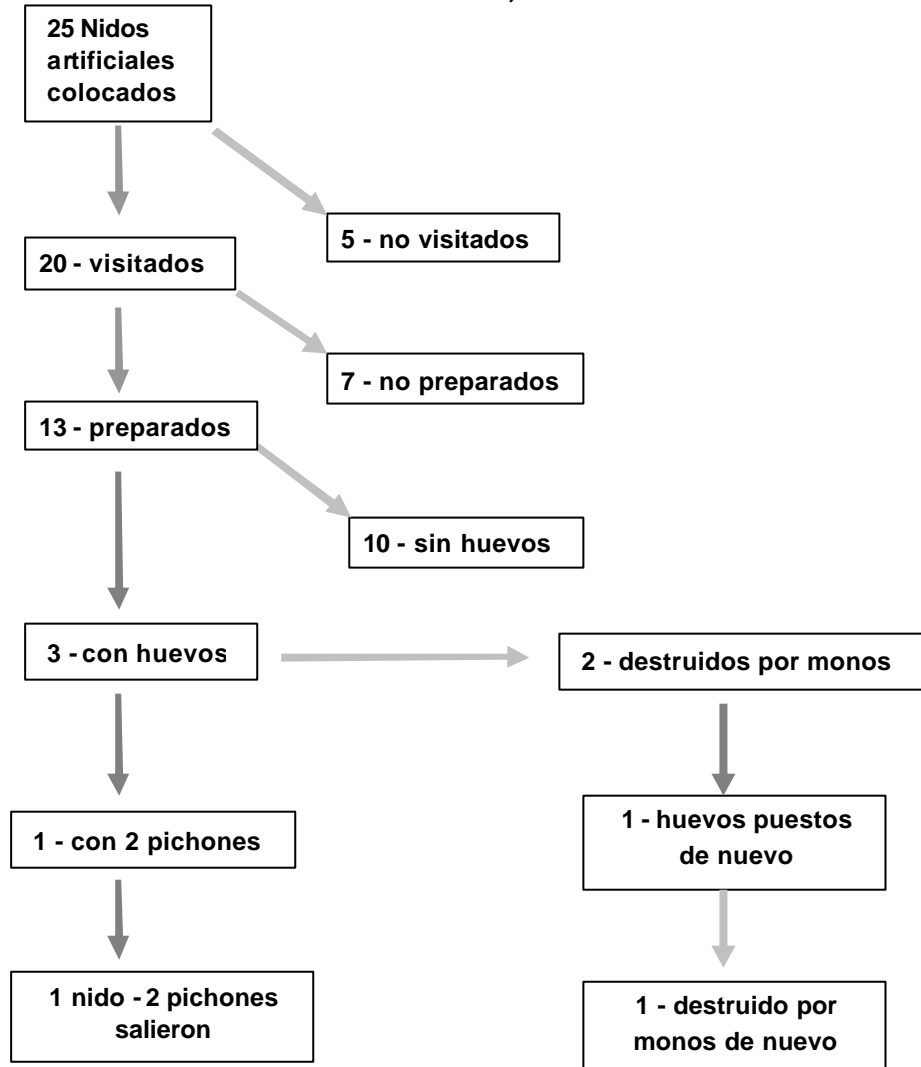 25 Nidos
artificiales
colocados
5 - no visitados
20 - visitados
7 - no preparados
13 - preparados
10 - sin huevos
3 - con huevos
2 - destruidos por monos
1 - con 2 pichones
1 - huevos puestos
de nuevo
1 nido - 2 pichones
salieron
1 - destruido por
monos de nuevo